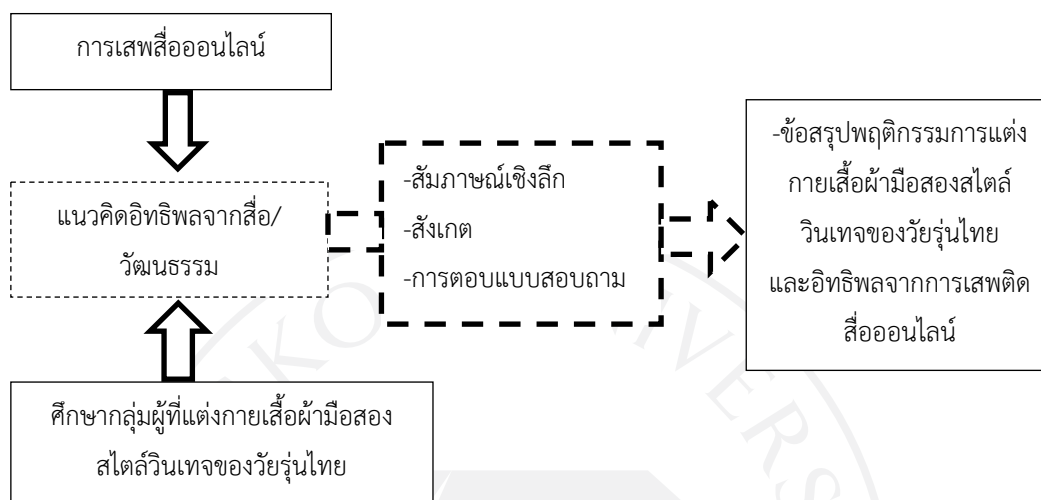 การเสพสื่อออนไลน์
แนวคิดอิทธิพลจากสื่อ/
วัฒนธรรม
ศึกษากลุ่มผู้ที่แต่งกายเสื้อผ้ามือสอง
สไตล์วินเทจของวัยรุ่นไทย
-สัมภาษณ์เชิงลึก
-สังเกต
-การตอบแบบสอบถาม
-ข้อสรุปพฤติกรรมการแต่ง
กายเสื้อผ้ามือสองสไตล์
วินเทจของวัยรุ่นไทย
และอิทธิพลจากการเสพติด
สื่อออนไลน์